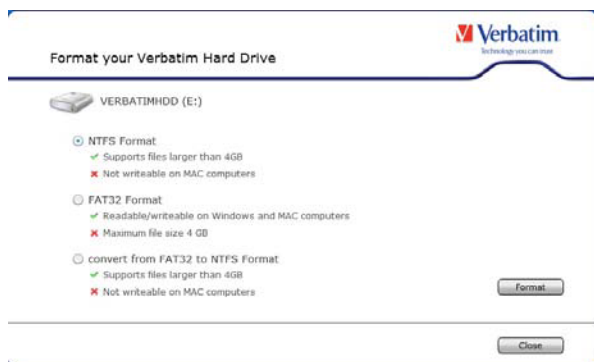 Verbatim
Technology you can trust
Format your Verbatim Hard Drive
VERBATIMHDD (E:)
NTFS Format
Supports files larger than 4GB
Not writeable on MAC computers
FAT32 Format
Readable/writeable on Windows and MAC computers
Maximum file size 4 GB
convert from FAT32 to NTFS Format
Supports files larger than 4GB
Not writeable on MAC computers
Format
Close